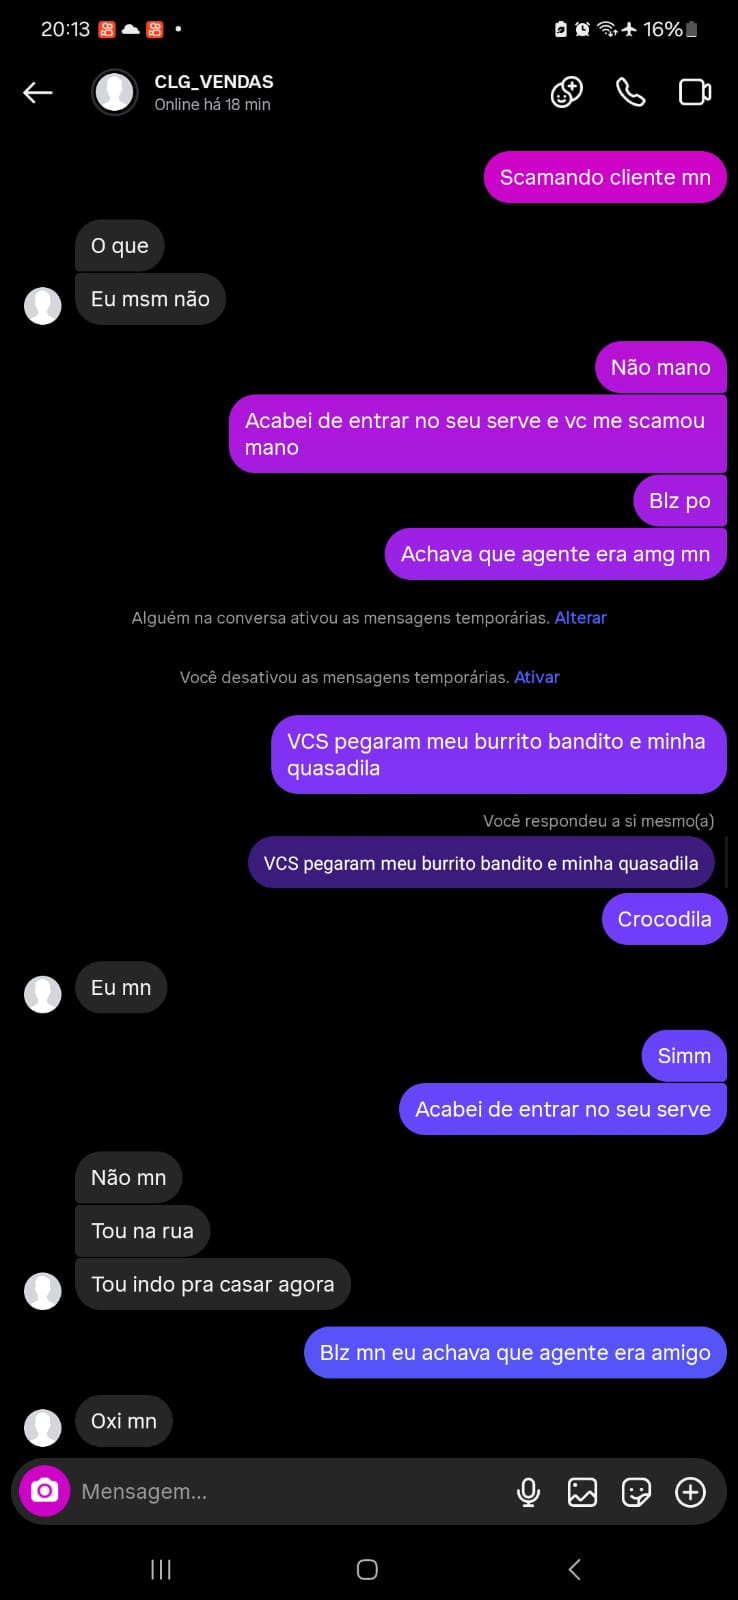 20:13
16%
CLG_VENDAS
Online há 18 min
Scamando cliente mn
O que
Eu msm não
Não mano
Acabei de entrar no seu serve e vc me scamou
mano
Blz po
Achava que agente era amg mn
Alguém na conversa ativou as mensagens temporárias. Alterar
Você desativou as mensagens temporárias. Ativar
VCS pegaram meu burrito bandito e minha
quasadila
Você respondeu a si mesmo(a)
VCS pegaram meu burrito bandito e minha quasadila
Crocodila
Eu mn
Simm
Acabei de entrar no seu serve
Não mn
Tou na rua
Tou indo pra casar agora
Blz mn eu achava que agente era amigo
Oxi mn
Mensagem...